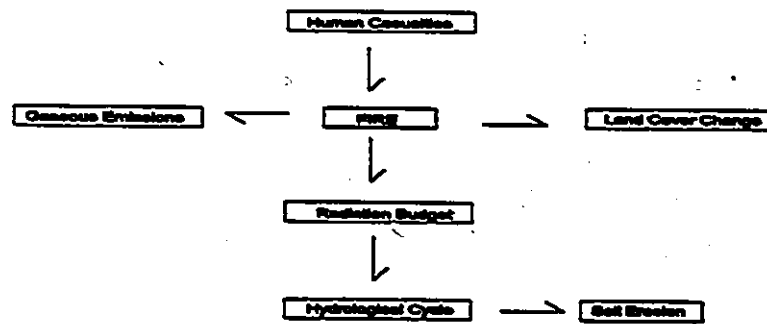 Human Casualties
Gaseous Emissions
FIRE
Land Cover Change
Radiation Budget
Hydrological Cycle
Soil Erosion